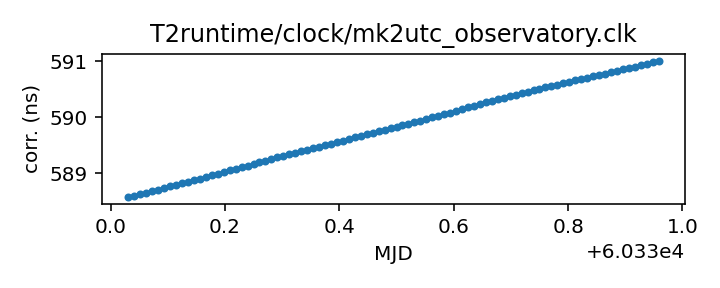 T2runtime/clock/mk2utc_observatory.clk
corr. (ns)
591
590
589
0.0 0.2 0.4 0.6 0.8 1.0
MJD
+6.033e4